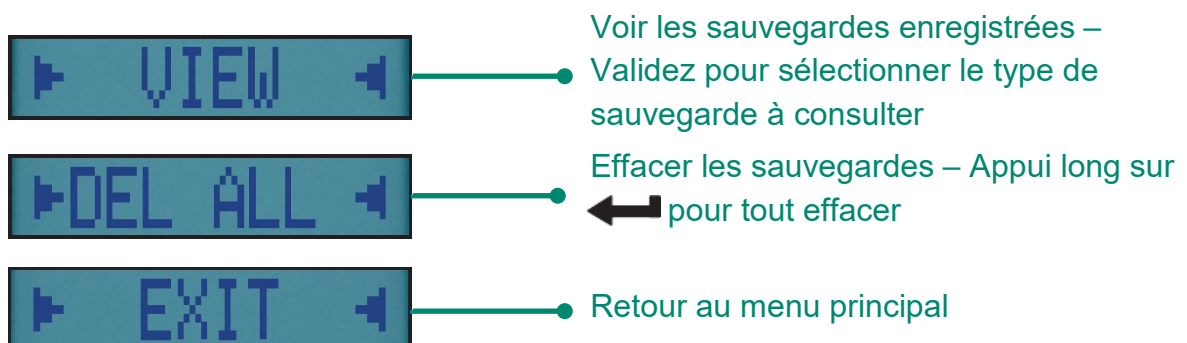 VIEW
Voir les sauvegardes enregistrées –
Validez pour sélectionner le type de
sauvegarde à consulter
DEL ALL
Effacer les sauvegardes – Appui long sur
pour tout effacer
EXIT
Retour au menu principal